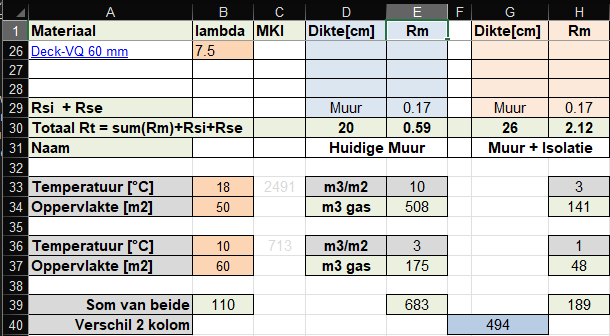 A B C D E F G H
1 Materiaal lambda MKI Dikte[cm] Rm Dikte[cm] Rm
26 Deck-VQ 60 mm 7.5
27
28
29 Rsi + Rse Muur 0.17 Muur 0.17
30 Totaal Rt = sum(Rm)+Rsi+Rse 20 0.59 26 2.12
31 Naam Huidige Muur Muur + Isolatie
32
33 Temperatuur [°C] 18 2491 m3/m2 10 3
34 Oppervlakte [m2] 50 m3 gas 508 141
35
36 Temperatuur [°C] 10 713 m3/m2 3 1
37 Oppervlakte [m2] 60 m3 gas 175 48
38
39 Som van beide 110 683 189
40 Verschil 2 kolom 494